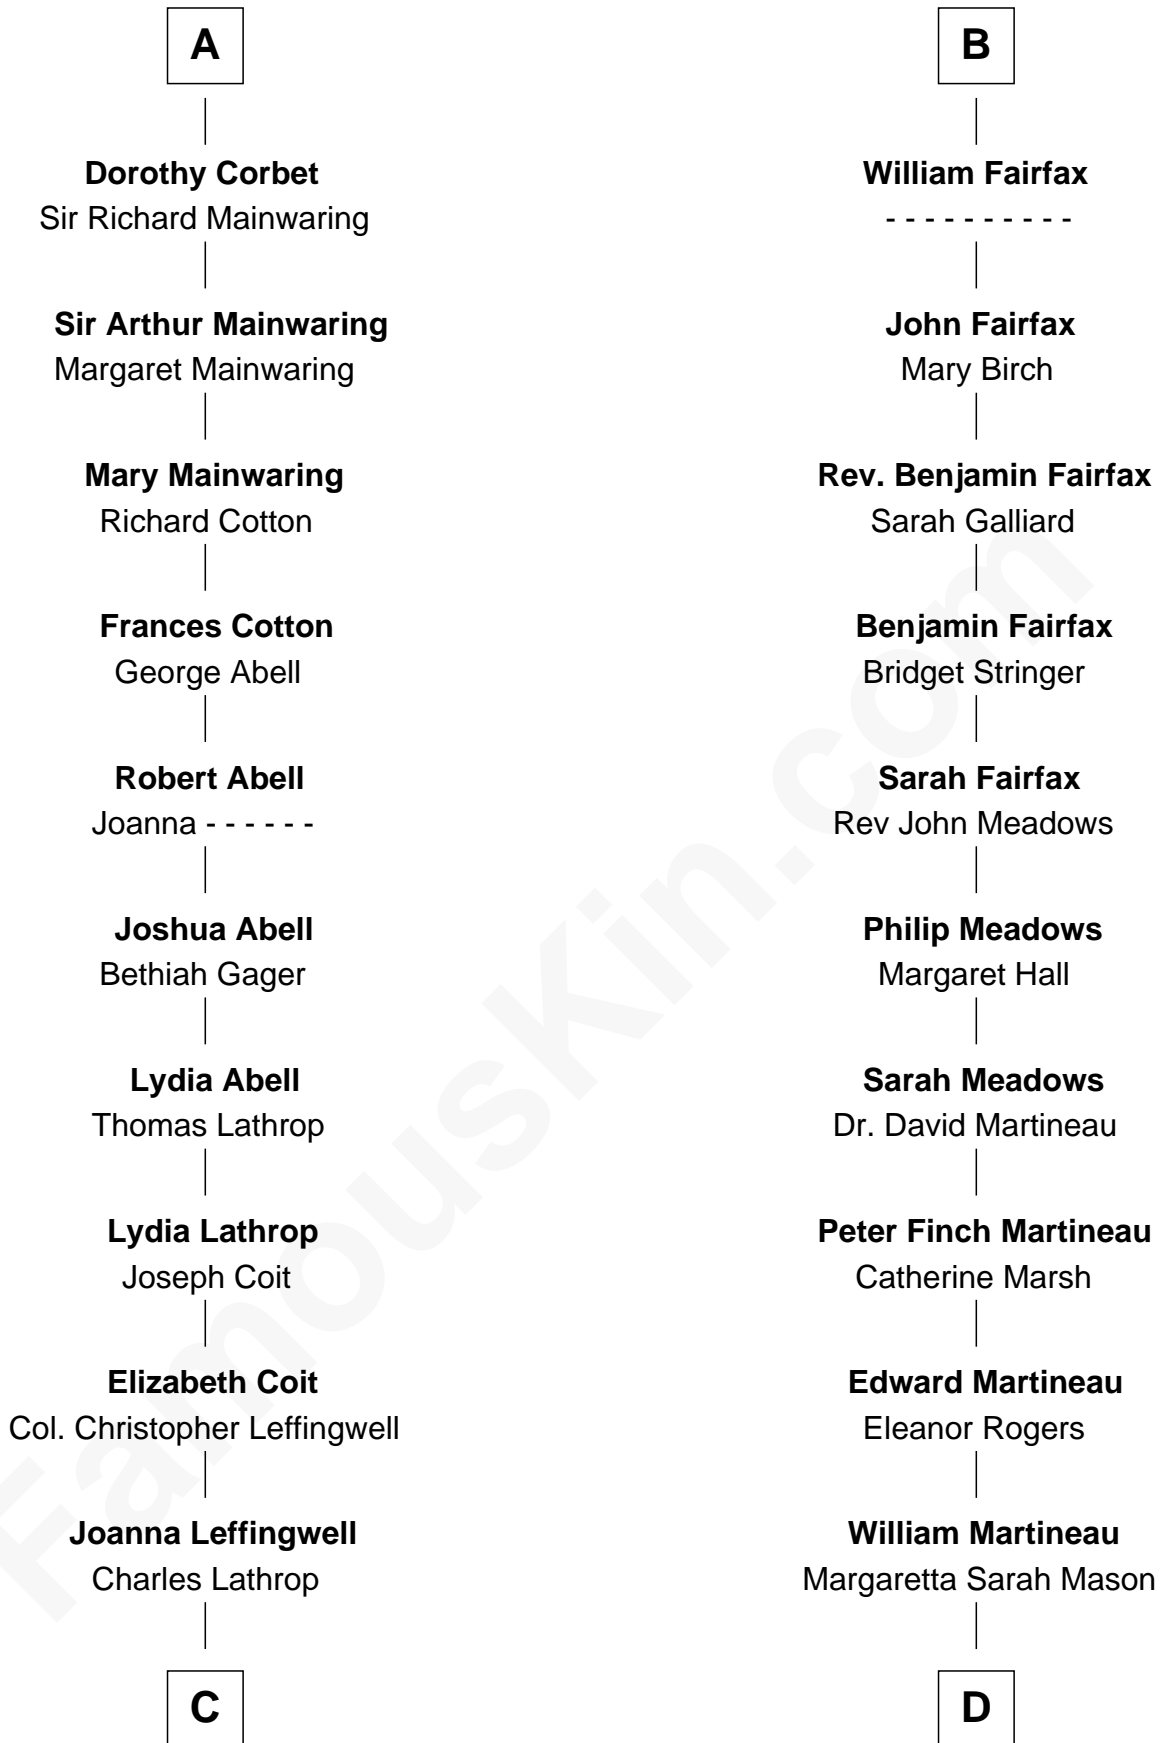 A
Dorothy Corbet
Sir Richard Mainwaring
Sir Arthur Mainwaring
Margaret Mainwaring
Mary Mainwaring
Richard Cotton
Frances Cotton
George Abell
Robert Abell
Joanna - - - - - -
Joshua Abell
Bethiah Gager
Lydia Abell
Thomas Lathrop
Lydia Lathrop
Joseph Coit
Elizabeth Coit
Col. Christopher Leffingwell
Joanna Leffingwell
Charles Lathrop
C
B
William Fairfax
- - - - - - - - - -
John Fairfax
Mary Birch
Rev. Benjamin Fairfax
Sarah Galliard
Benjamin Fairfax
Bridget Stringer
Sarah Fairfax
Rev John Meadows
Philip Meadows
Margaret Hall
Sarah Meadows
Dr. David Martineau
Peter Finch Martineau
Catherine Marsh
Edward Martineau
Eleanor Rogers
William Martineau
Margaretta Sarah Mason
D
FamousKin.com